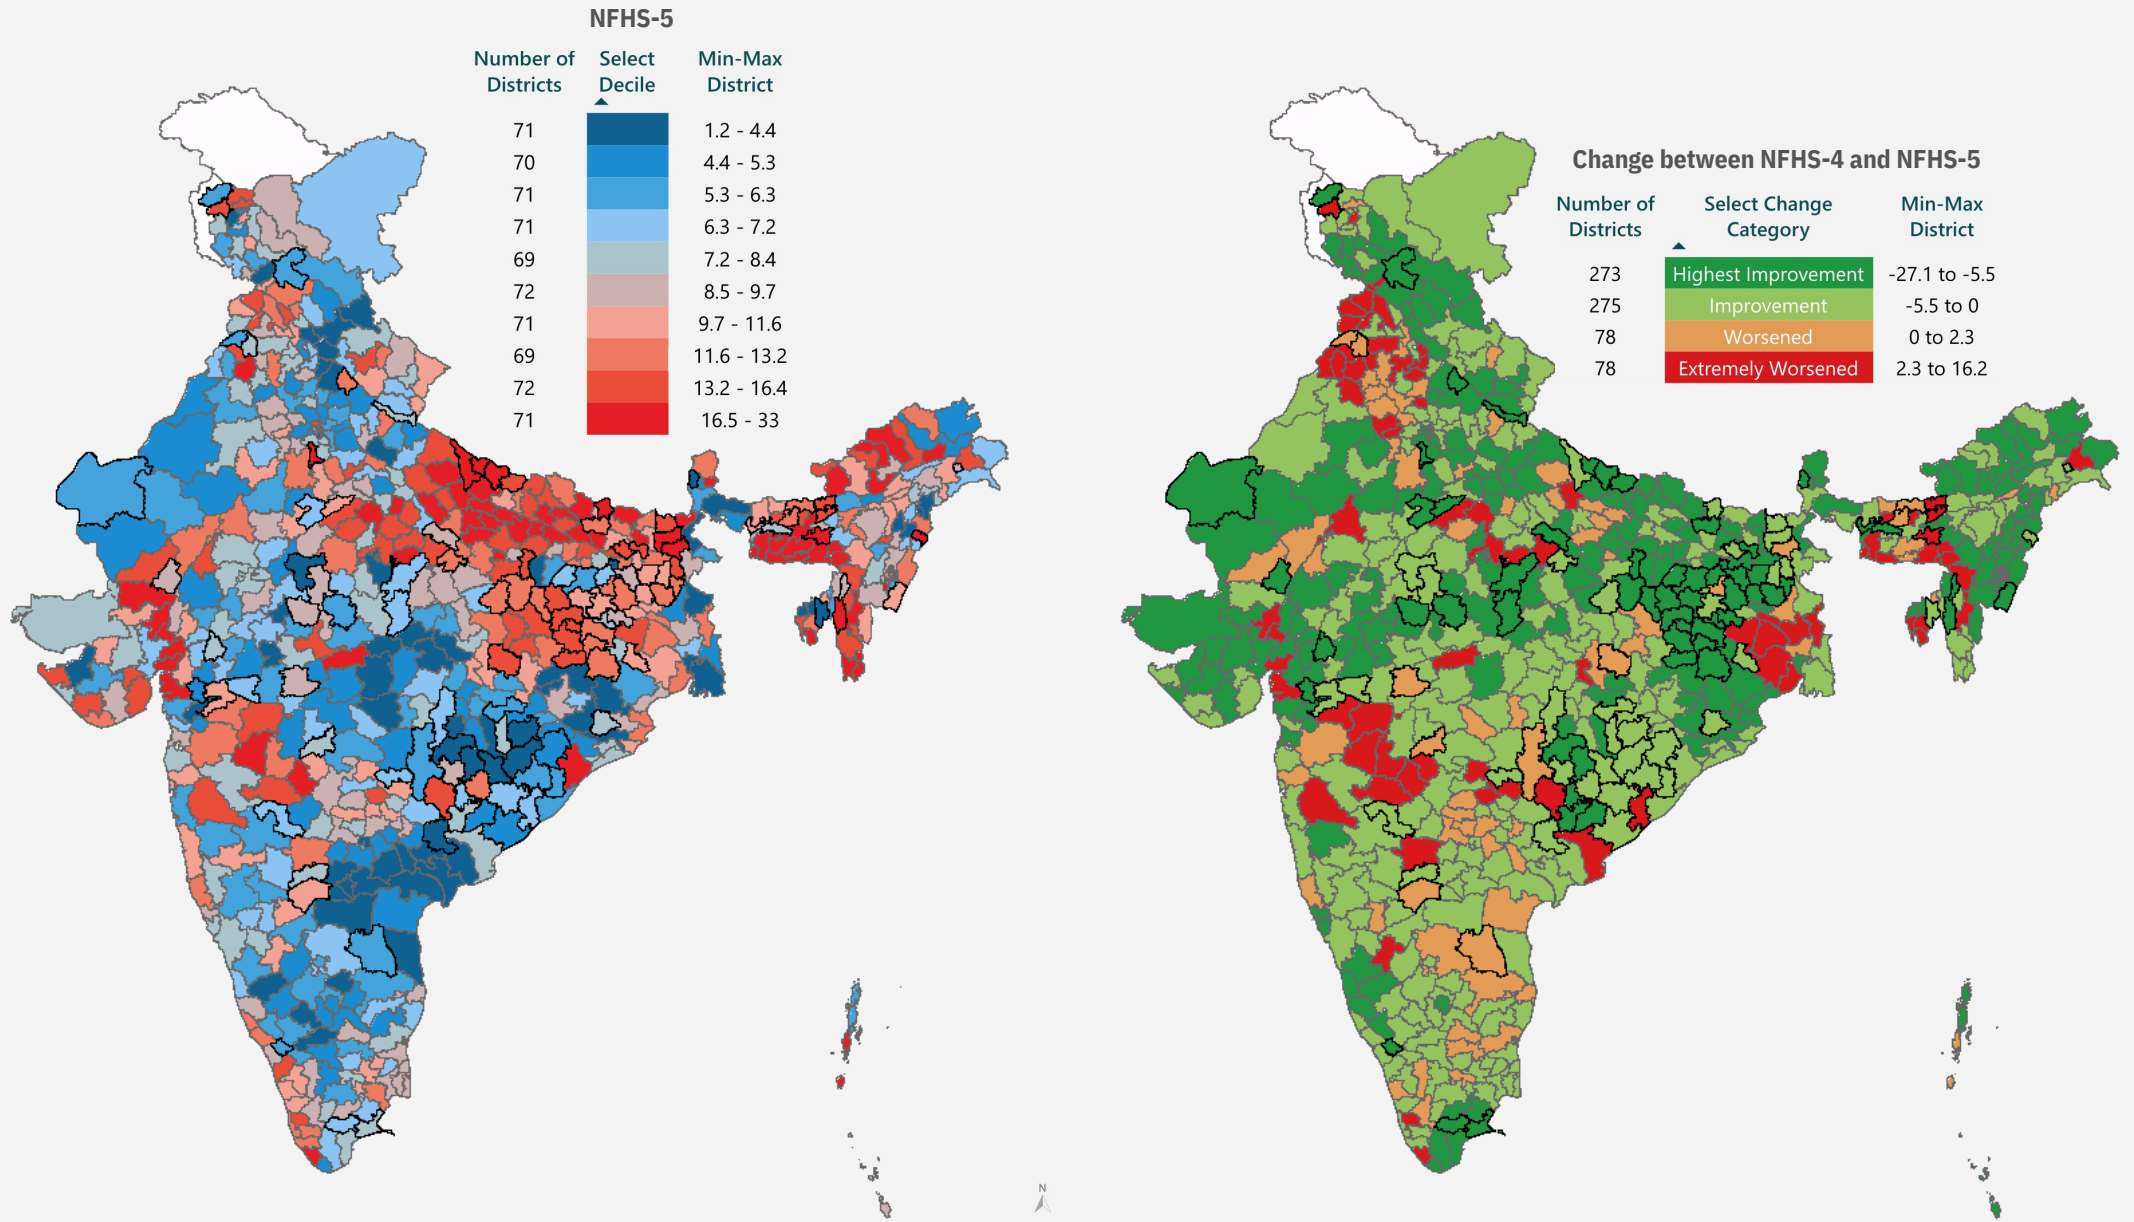 NFHS-5
Number of Districts Select Decile Min-Max District
71 1.2 - 4.4
70 4.4 - 5.3
71 5.3 - 6.3
71 6.3 - 7.2
69 7.2 - 8.4
72 8.5 - 9.7
71 9.7 - 11.6
69 11.6 - 13.2
72 13.2 - 16.4
71 16.5 - 33
Change between NFHS-4 and NFHS-5
Number of Districts Select Change Category Min-Max District
273 Highest Improvement -27.1 to -5.5
275 Improvement -5.5 to 0
78 Worsened 0 to 2.3
78 Extremely Worsened 2.3 to 16.2
N